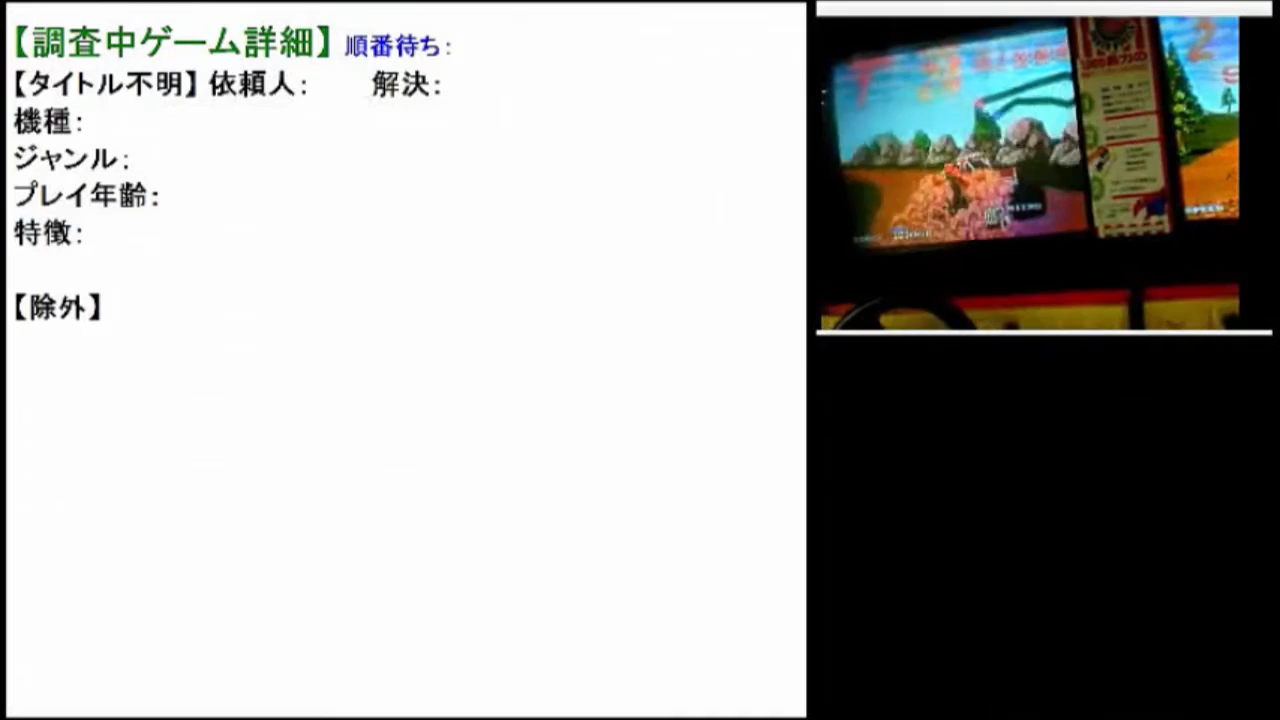 【調査中ゲーム詳細】 順番待ち:
【タイトル不明】 依頼人: 解決:
機種:
ジャンル:
プレイ年齢:
特徴:
【除外】